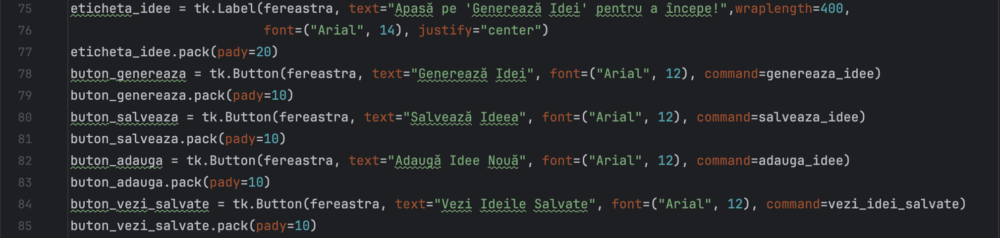 75 eticheta_idee = tk.Label(fereastra, text="Apasă pe 'Generează Idei' pentru a începe!",wraplength=400,
76 font=("Arial", 14), justify="center")
77 eticheta_idee.pack(pady=20)
78 buton_genereaza = tk.Button(fereastra, text="Generează Idei", font=("Arial", 12), command=genereaza_idee)
79 buton_genereaza.pack(pady=10)
80 buton_salveaza = tk.Button(fereastra, text="Salvează Ideea", font=("Arial", 12), command=salveaza_idee)
81 buton_salveaza.pack(pady=10)
82 buton_adauga = tk.Button(fereastra, text="Adaugă Idee Nouă", font=("Arial", 12), command=adauga_idee)
83 buton_adauga.pack(pady=10)
84 buton_vezi_salvate = tk.Button(fereastra, text="Vezi Ideile Salvate", font=("Arial", 12), command=vezi_idei_salvate)
85 buton_vezi_salvate.pack(pady=10)